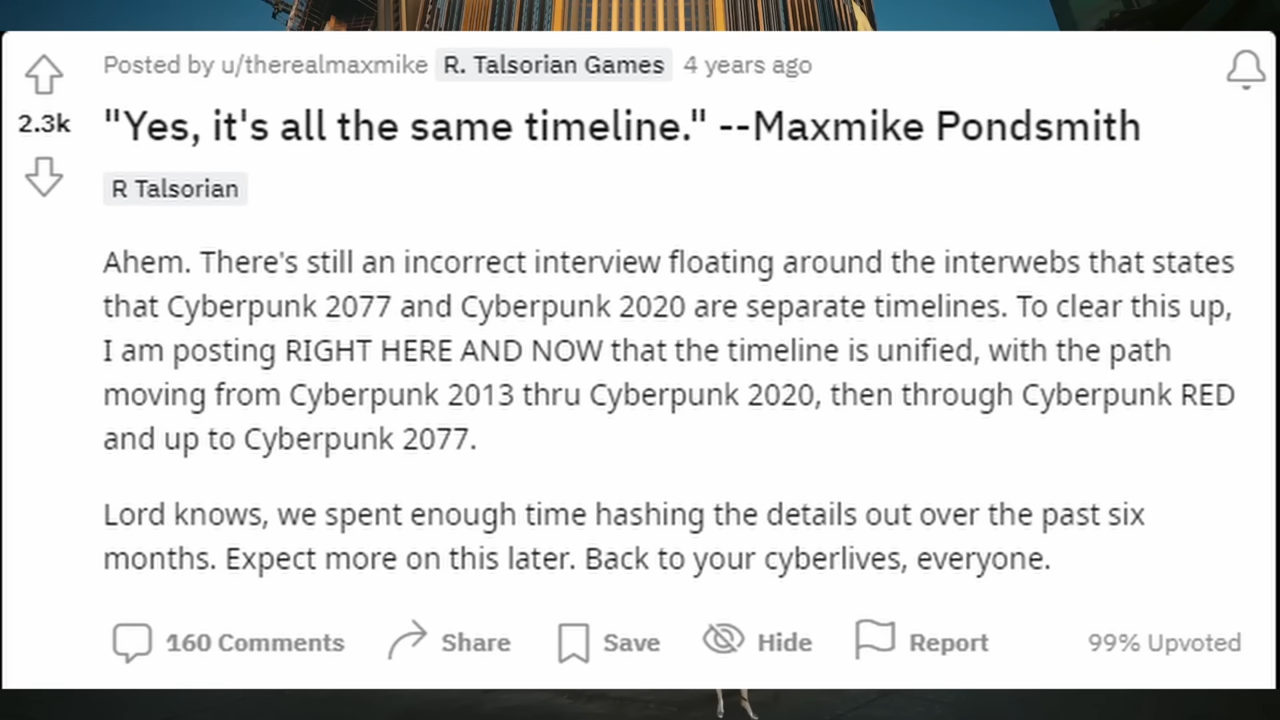 Posted by u/therealmaxmike R. Talsorian Games 4 years ago
2.3k
"Yes, it's all the same timeline." --Maxmike Pondsmith
R Talsorian
Ahem. There's still an incorrect interview floating around the interwebs that states
that Cyberpunk 2077 and Cyberpunk 2020 are separate timelines. To clear this up,
I am posting RIGHT HERE AND NOW that the timeline is unified, with the path
moving from Cyberpunk 2013 thru Cyberpunk 2020, then through Cyberpunk RED
and up to Cyberpunk 2077.
Lord knows, we spent enough time hashing the details out over the past six
months. Expect more on this later. Back to your cyberlives, everyone.
160 Comments Share Save Hide Report 99% Upvoted